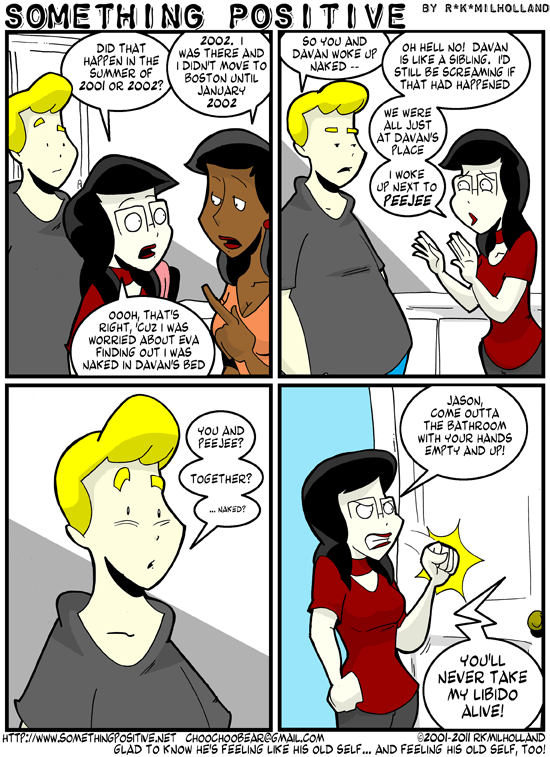 SOMETHING POSITIVE BY R*K*MILHOLLAND
DID THAT
HAPPEN IN THE
SUMMER OF
2001 OR 2002?
2002. I
WAS THERE AND
I DIDN'T MOVE TO
BOSTON UNTIL
JANUARY
2002
OOOH, THAT'S
RIGHT, 'CUZ I WAS
WORRIED ABOUT EVA
FINDING OUT I WAS
NAKED IN DAVAN'S BED
SO YOU AND
DAVAN WOKE UP
NAKED --
OH HELL NO! DAVAN
IS LIKE A SIBLING. I'D
STILL BE SCREAMING IF
THAT HAD HAPPENED
WE WERE
ALL JUST
AT DAVAN'S
PLACE
I WOKE
UP NEXT TO
PEEJEE
YOU AND
PEEJEE?
TOGETHER?
... NAKED?
JASON,
COME OUTTA
THE BATHROOM
WITH YOUR HANDS
EMPTY AND UP!
YOU'LL
NEVER TAKE
MY LIBIDO
ALIVE!
HTTP://WWW.SOMETHINGPOSITIVE.NET CHOOCHOOBEAR@GMAIL.COM ©2001-2011 RKMILHOLLAND
GLAD TO KNOW HE'S FEELING LIKE HIS OLD SELF... AND FEELING HIS OLD SELF, TOO!